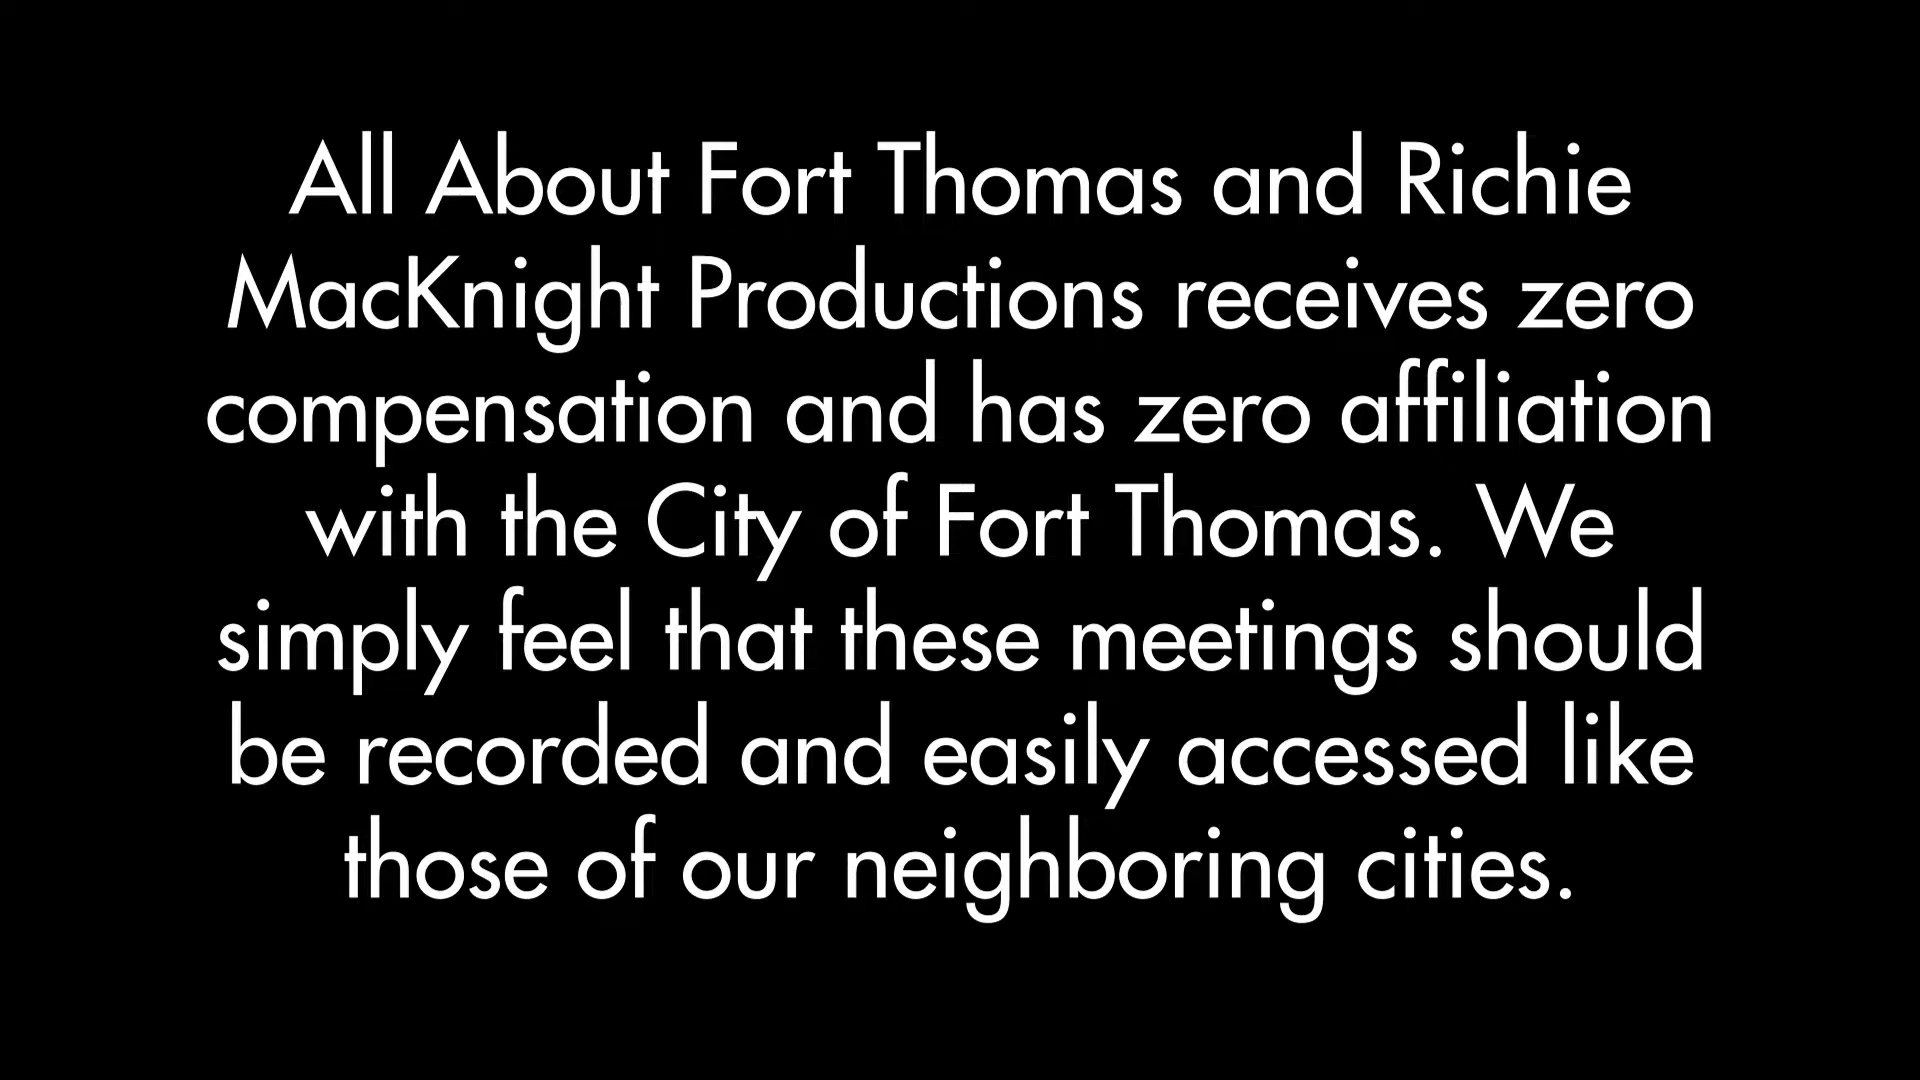 All About Fort Thomas and Richie
MacKnight Productions receives zero
compensation and has zero affiliation
with the City of Fort Thomas. We
simply feel that these meetings should
be recorded and easily accessed like
those of our neighboring cities.